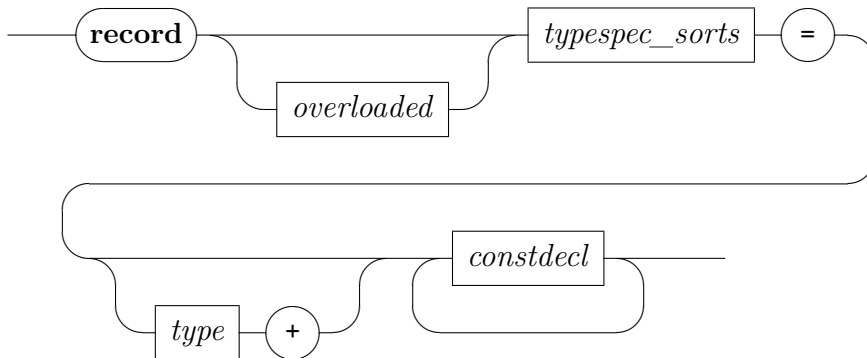 record typespec_sorts =
overloaded
constdecl
type +